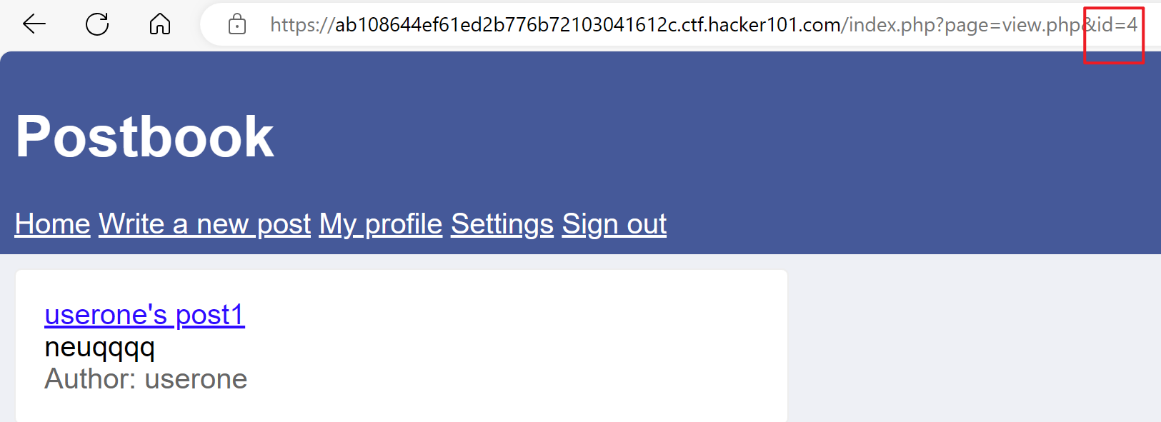 https://ab108644ef61ed2b776b72103041612c.ctf.hacker101.com/index.php?page=view.php&id=4
Postbook
Home Write a new post My profile Settings Sign out
userone's post1
neuqqqq
Author: userone